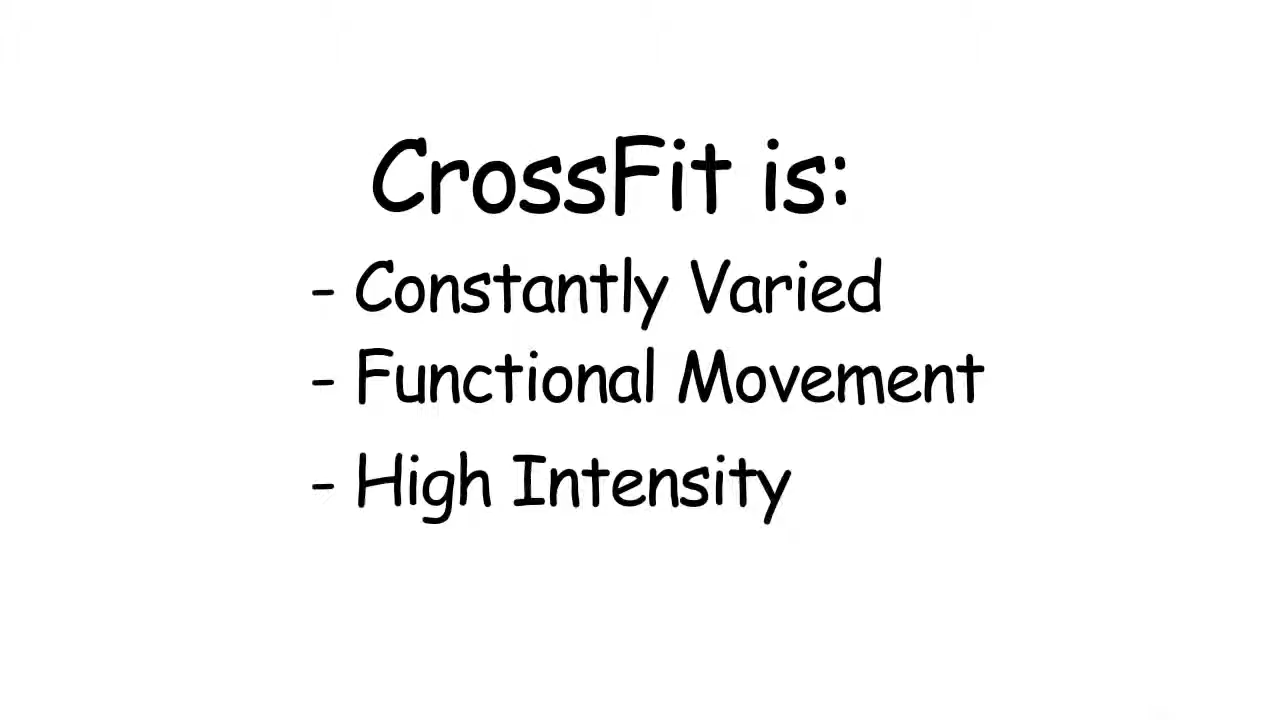 CrossFit is:
- Constantly Varied
- Functional Movement
- High Intensity